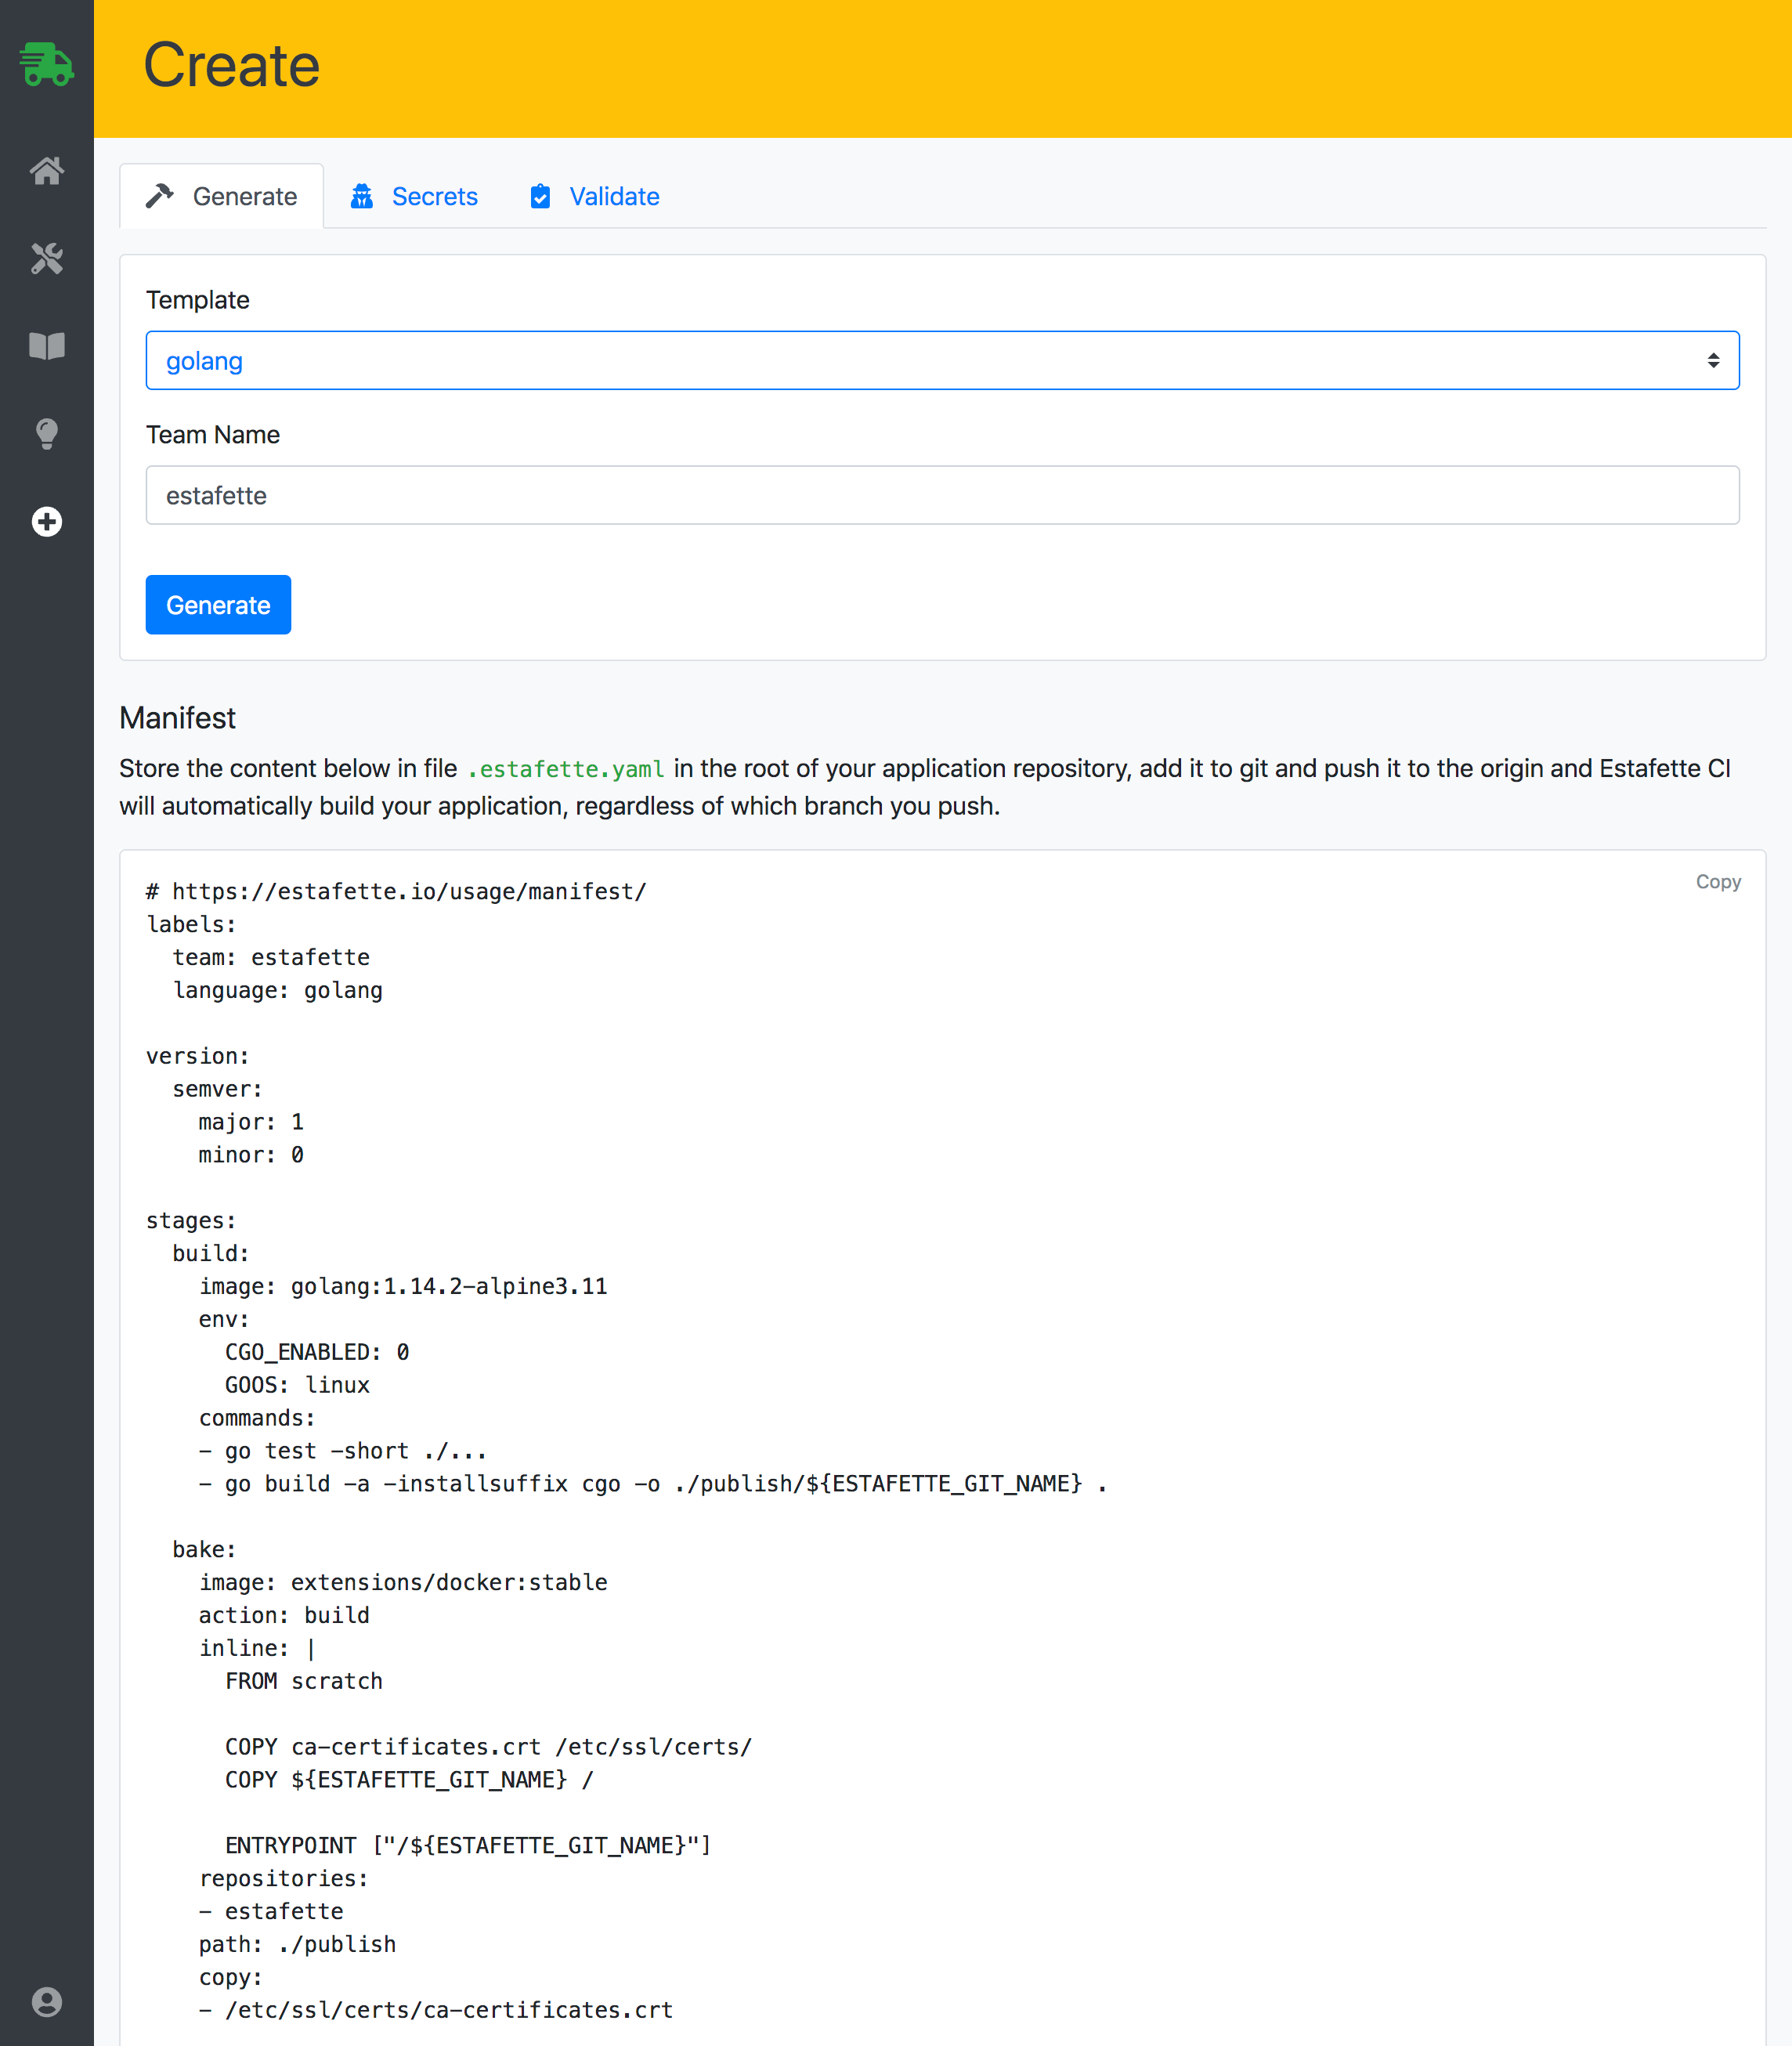 Create
Generate
Secrets
Validate
Template
golang
Team Name
estafette
Generate
Manifest
Store the content below in file .estafette.yaml in the root of your application repository, add it to git and push it to the origin and Estafette CI
will automatically build your application, regardless of which branch you push.
Copy
# https://estafette.io/usage/manifest/
labels:
  team: estafette
  language: golang

version:
  semver:
    major: 1
    minor: 0

stages:
  build:
    image: golang:1.14.2-alpine3.11
    env:
      CGO_ENABLED: 0
      GOOS: linux
    commands:
    - go test -short ./...
    - go build -a -installsuffix cgo -o ./publish/${ESTAFETTE_GIT_NAME} .

  bake:
    image: extensions/docker:stable
    action: build
    inline: |
      FROM scratch

      COPY ca-certificates.crt /etc/ssl/certs/
      COPY ${ESTAFETTE_GIT_NAME} /

      ENTRYPOINT ["/${ESTAFETTE_GIT_NAME}"]
    repositories:
    - estafette
    path: ./publish
    copy:
    - /etc/ssl/certs/ca-certificates.crt